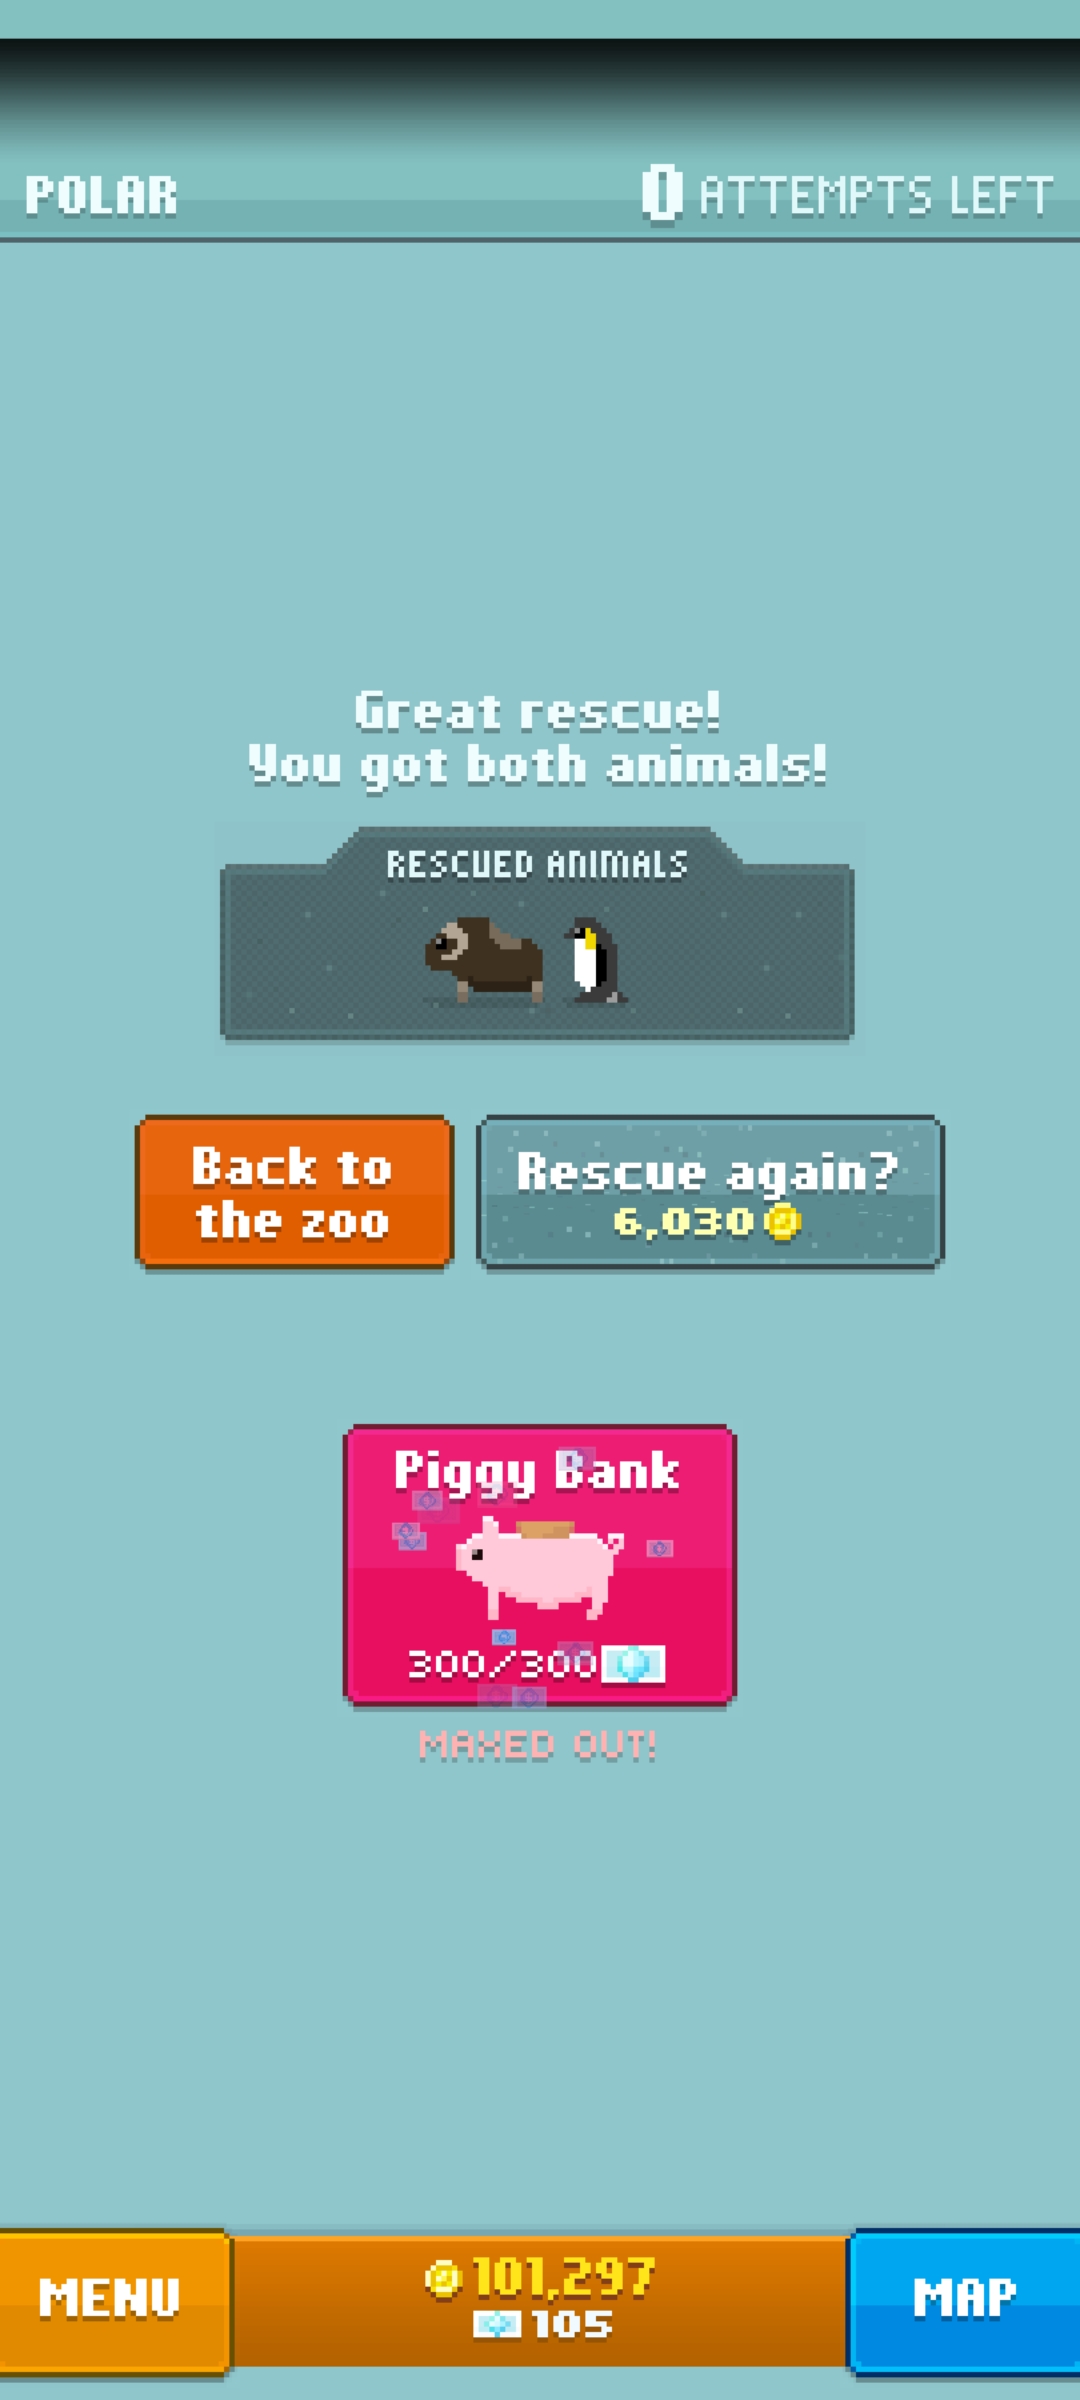 POLAR
0 ATTEMPTS LEFT
Great rescue!
You got both animals!
RESCUED ANIMALS
Back to
the zoo
Rescue again?
6,030
Piggy Bank
300/300
MAXED OUT!
MENU
101,297
105
MAP